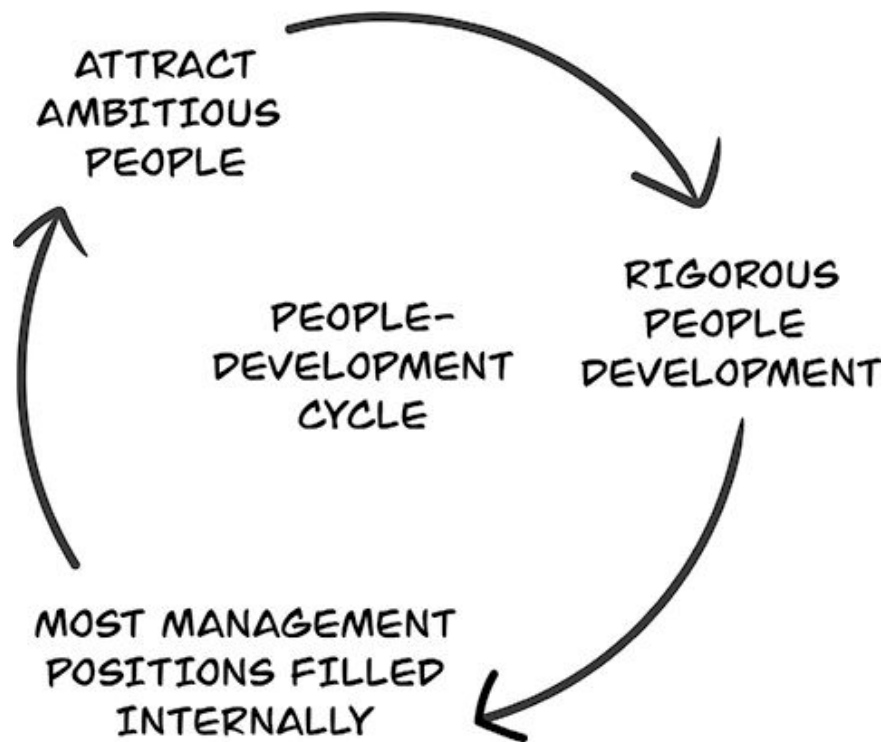 ATTRACT
AMBITIOUS
PEOPLE
RIGOROUS
PEOPLE
DEVELOPMENT
PEOPLE-
DEVELOPMENT
CYCLE
MOST MANAGEMENT
POSITIONS FILLED
INTERNALLY